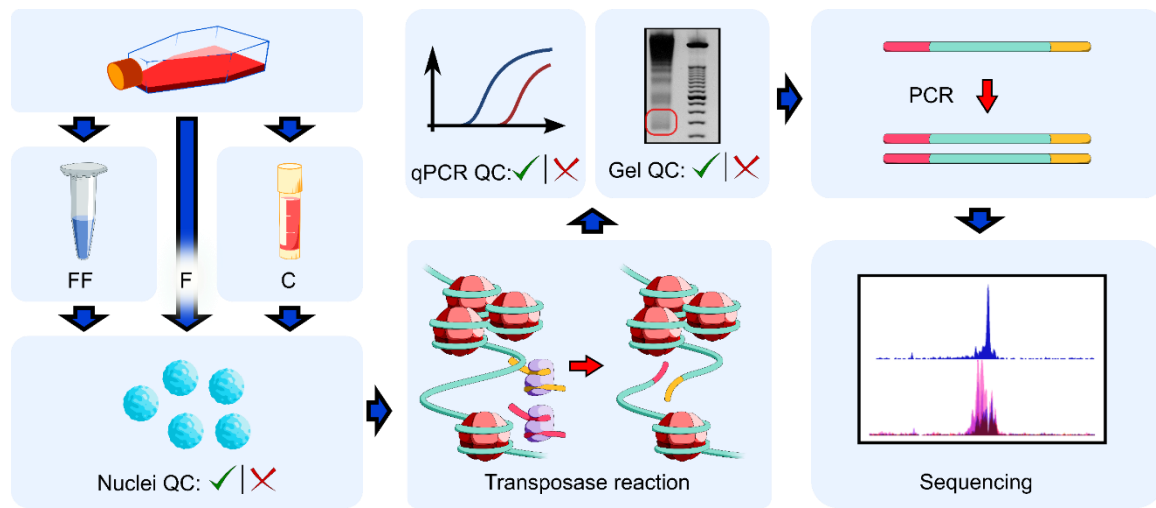 FF
F
C
Nuclei QC:
Transposase reaction
qPCR QC:
Gel QC:
PCR
Sequencing